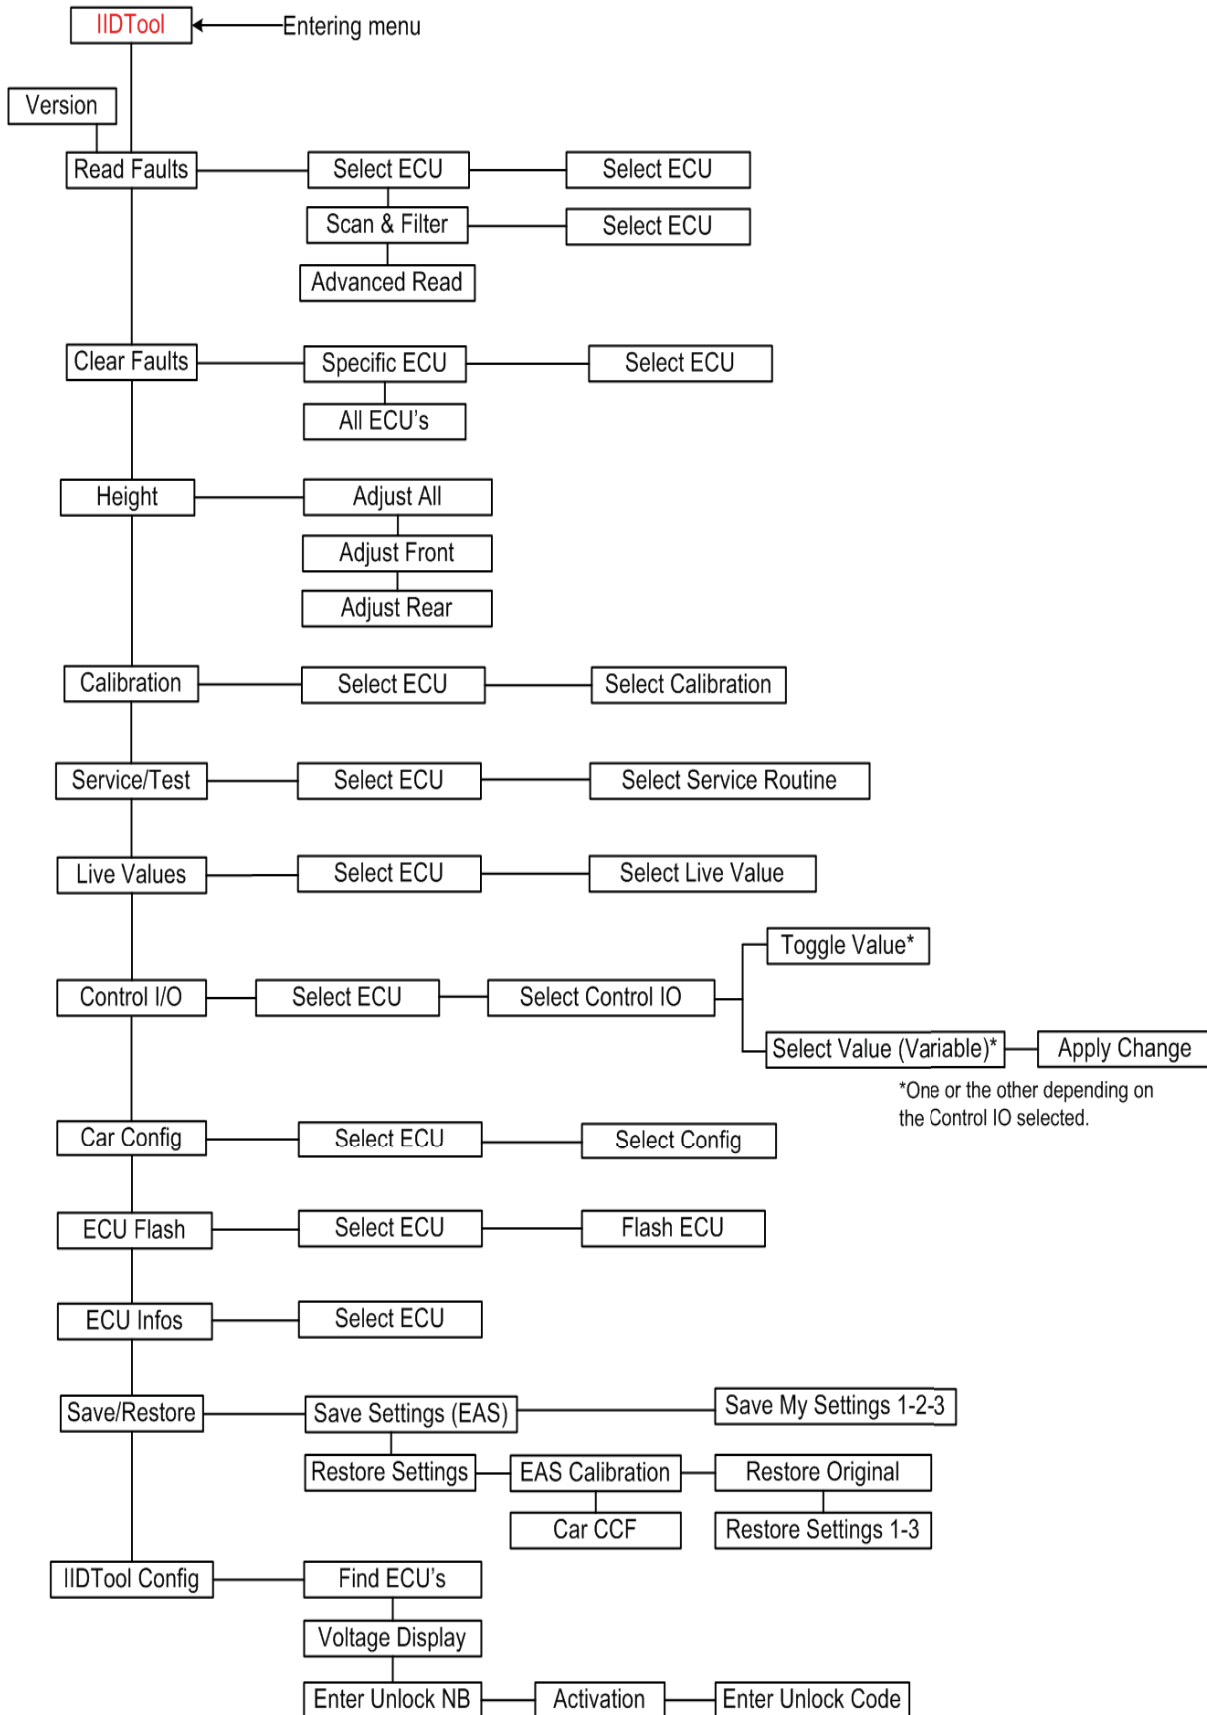 IIDTool
Entering menu
Version
Read Faults
Select ECU
Select ECU
Scan & Filter
Select ECU
Advanced Read
Clear Faults
Specific ECU
Select ECU
All ECU's
Height
Adjust All
Adjust Front
Adjust Rear
Calibration
Select ECU
Select Calibration
Service/Test
Select ECU
Select Service Routine
Live Values
Select ECU
Select Live Value
Toggle Value*
Control I/O
Select ECU
Select Control IO
Select Value (Variable)*
Apply Change
*One or the other depending on
the Control IO selected.
Car Config
Select ECU
Select Config
ECU Flash
Select ECU
Flash ECU
ECU Infos
Select ECU
Save/Restore
Save Settings (EAS)
Save My Settings 1-2-3
Restore Settings
EAS Calibration
Restore Original
Car CCF
Restore Settings 1-3
IIDTool Config
Find ECU's
Voltage Display
Enter Unlock NB
Activation
Enter Unlock Code